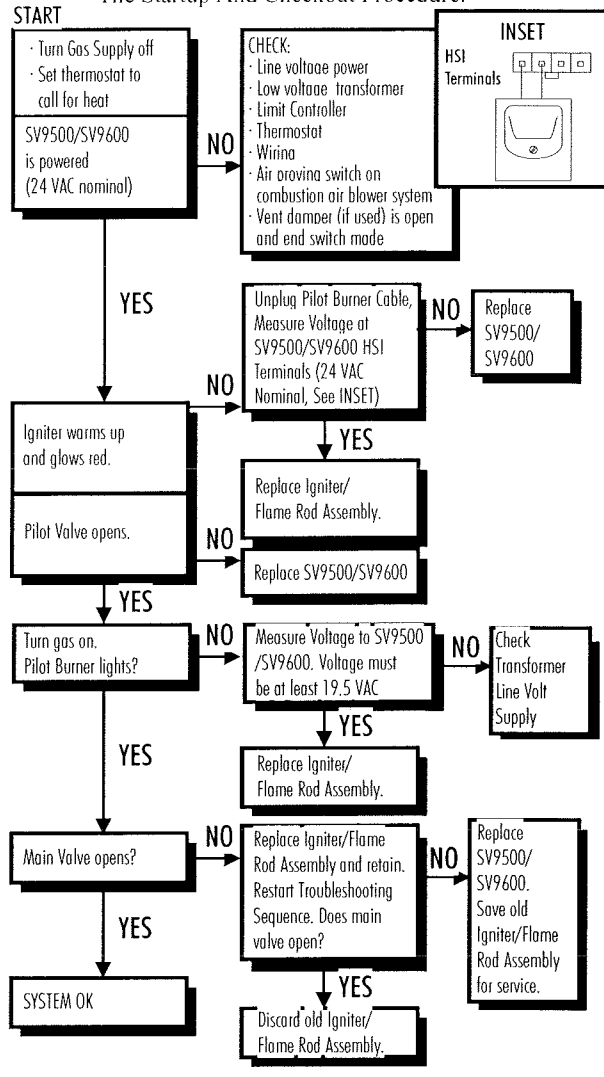 The Startup And Checkout Procedure.
START
· Turn Gas Supply off
· Set thermostat to
call for heat
SV9500/SV9600
is powered
(24 VAC nominal)
NO
CHECK:
· Line voltage power
· Low voltage transformer
· Limit Controller
· Thermostat
· Wiring
· Air proving switch on
combustion air blower system
· Vent damper (if used) is open
and end switch made
INSET
HSI
Terminals
YES
Igniter warms up
and glows red.
NO
Unplug Pilot Burner Cable,
Measure Voltage at
SV9500/SV9600 HSI
Terminals (24 VAC
Nominal, See INSET)
NO
Replace
SV9500/
SV9600
YES
Replace Igniter/
Flame Rod Assembly.
Pilot Valve opens.
NO
Replace SV9500/SV9600
YES
Turn gas on.
Pilot Burner lights?
NO
Measure Voltage to SV9500
/SV9600. Voltage must
be at least 19.5 VAC
NO
Check
Transformer
Line Volt
Supply
YES
Replace Igniter/
Flame Rod Assembly.
YES
Main Valve opens?
NO
Replace Igniter/Flame
Rod Assembly and retain.
Restart Troubleshooting
Sequence. Does main
valve open?
NO
Replace
SV9500/
SV9600.
Save old
Igniter/Flame
Rod Assembly
for service.
YES
Discard old Igniter/
Flame Rod Assembly.
YES
SYSTEM OK